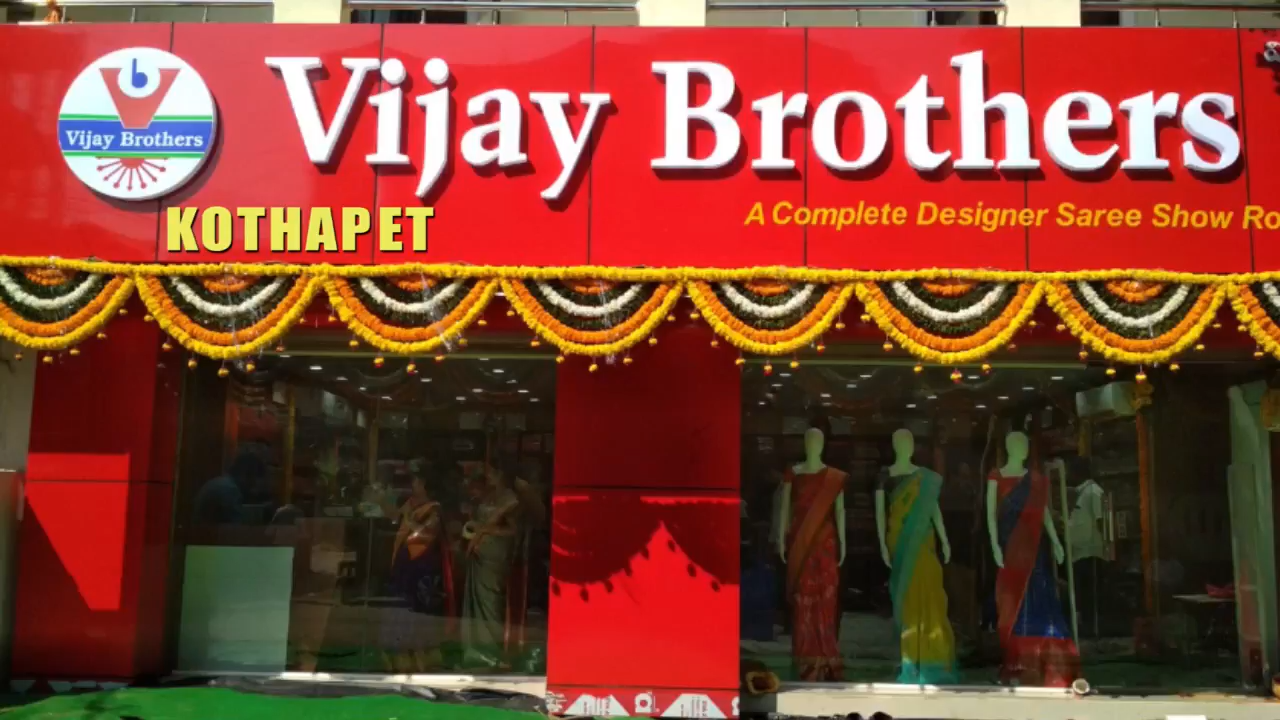 b
Vijay Brothers
Vijay Brothers
KOTHAPET
A Complete Designer Saree Show Ro